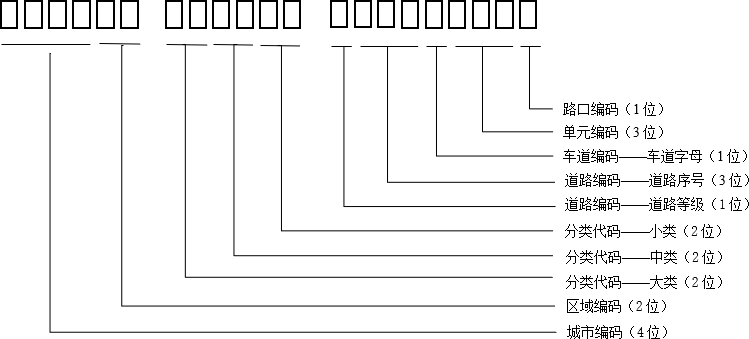 路口编码（1位）
单元编码（3位）
车道编码——车道字母（1位）
道路编码——道路序号（3位）
道路编码——道路等级（1位）
分类代码——小类（2位）
分类代码——中类（2位）
分类代码——大类（2位）
区域编码（2位）
城市编码（4位）